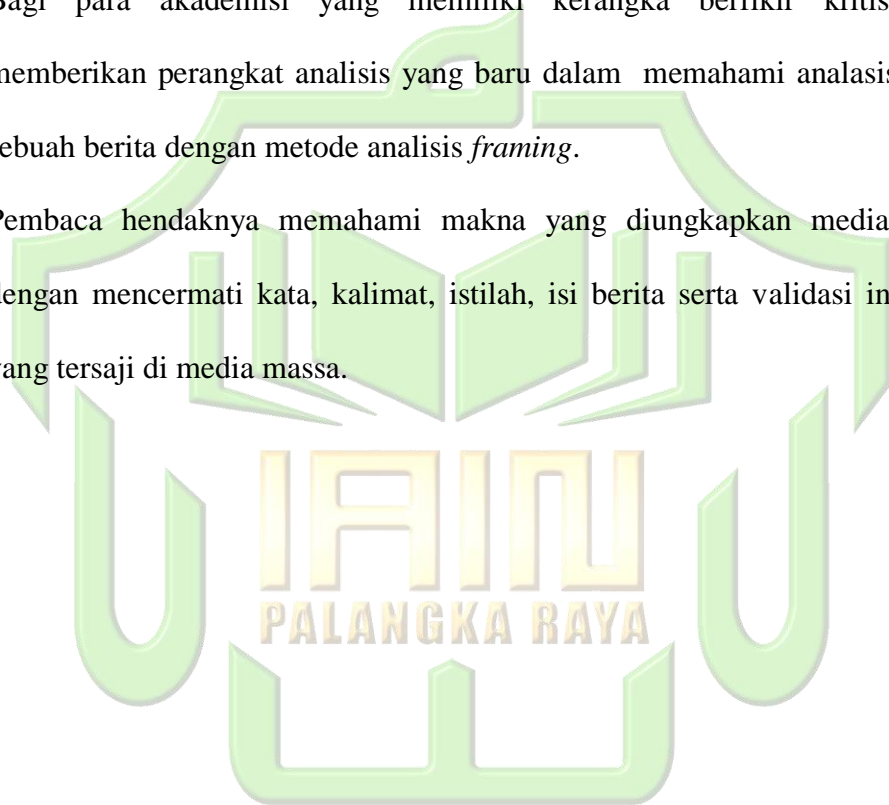 Bagi para akademisi yang memiliki kerangka berfikir kritis
memberikan perangkat analisis yang baru dalam memahami analasis
sebuah berita dengan metode analisis framing.
Pembaca hendaknya memahami makna yang diungkapkan media
dengan mencermati kata, kalimat, istilah, isi berita serta validasi
yang tersaji di media massa.
IAIN
PALANGKA RAYA